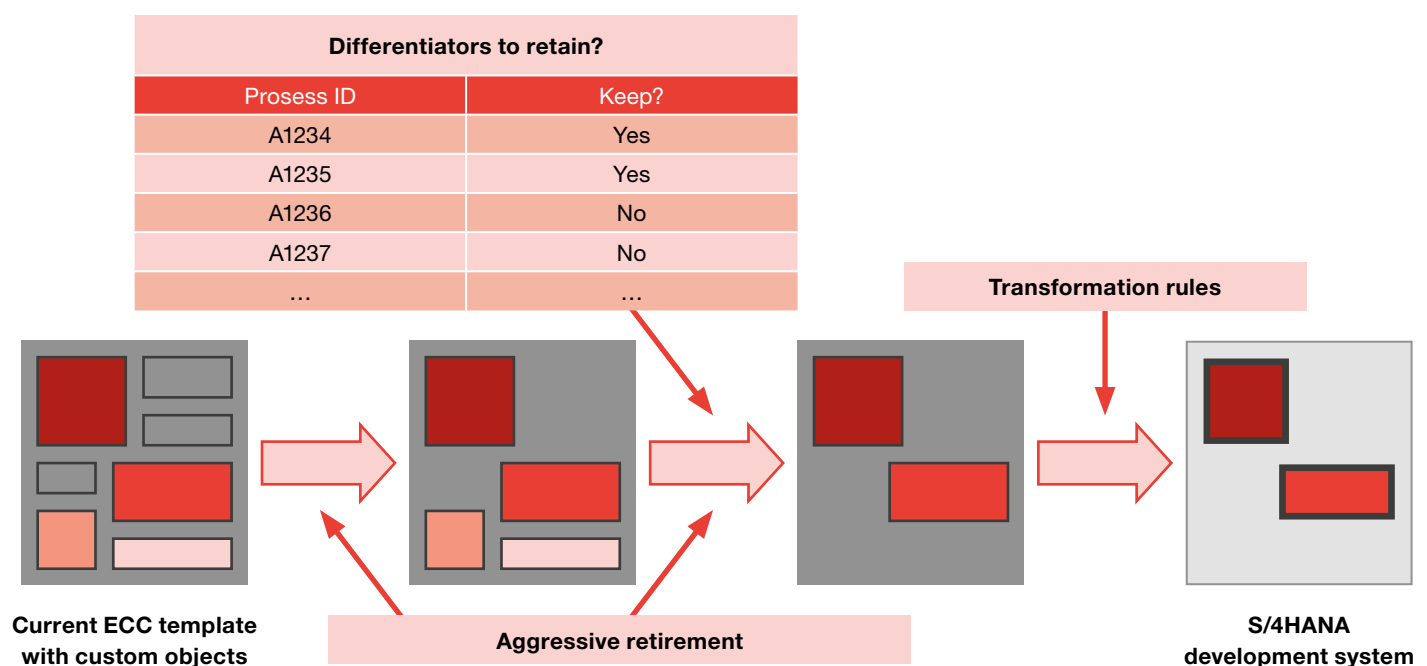 Differentiators to retain?
Prosess ID Keep?
A1234 Yes
A1235 Yes
A1236 No
A1237 No
… …
Transformation rules
Current ECC template
with custom objects
Aggressive retirement
S/4HANA
development system